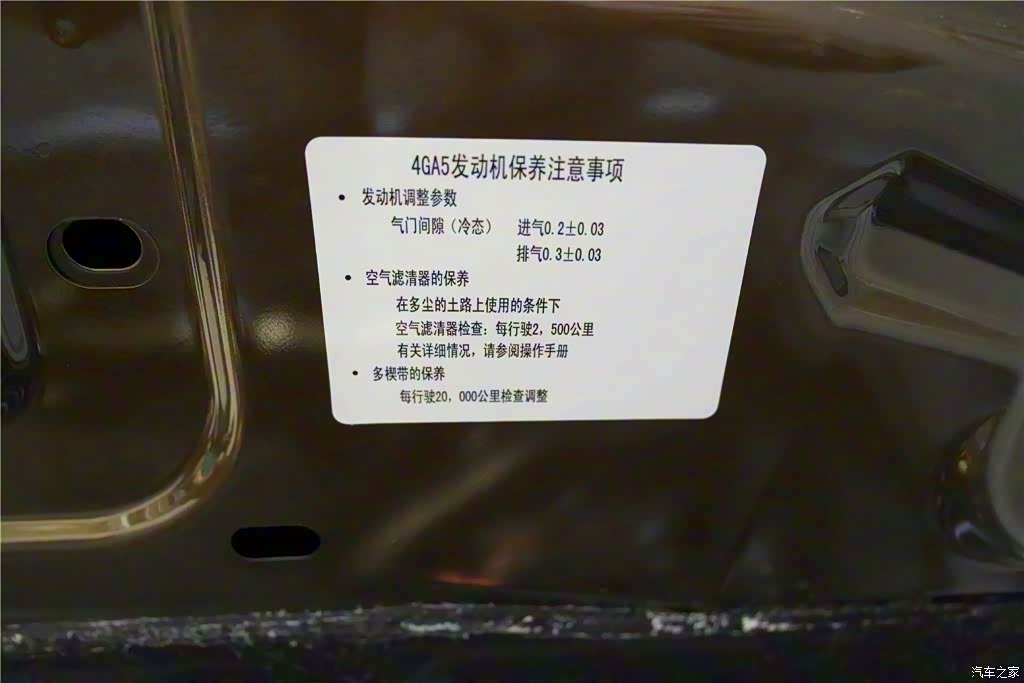 4GA5发动机保养注意事项
• 发动机调整参数
气门间隙（冷态） 进气0.2±0.03
排气0.3±0.03
• 空气滤清器的保养
在多尘的土路上使用的条件下
空气滤清器检查：每行驶2，500公里
有关详细情况，请参阅操作手册
• 多楔带的保养
每行驶20，000公里检查调整
汽车之家